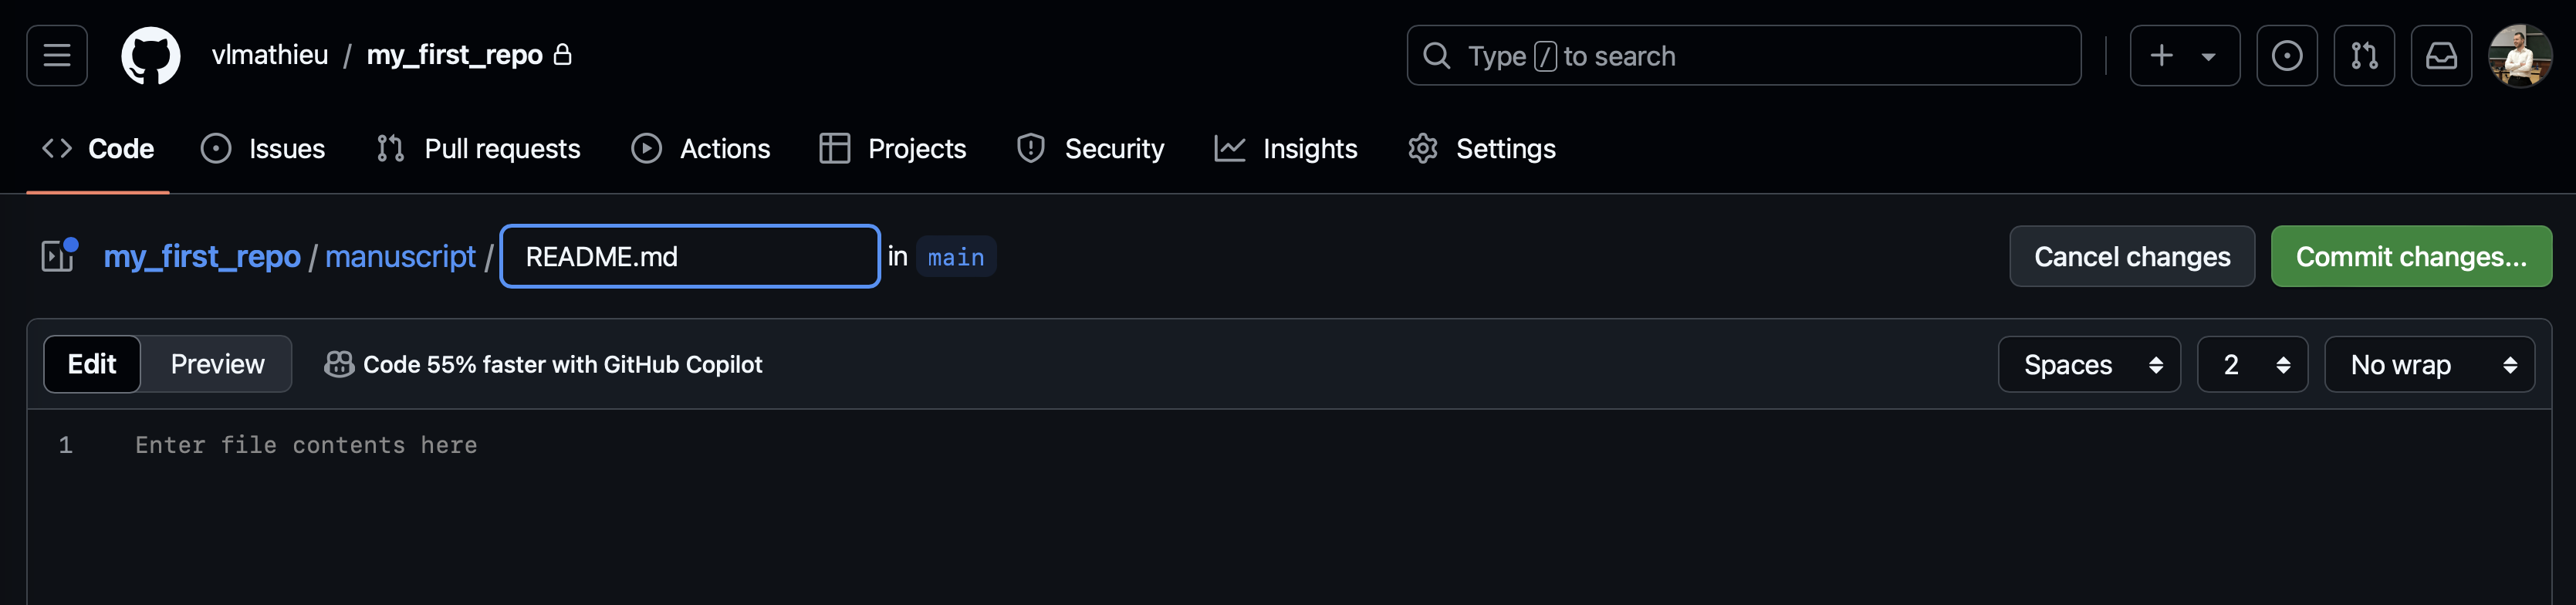 vlmathieu / my_first_repo
Type / to search
Code Issues Pull requests Actions Projects Security Insights Settings
my_first_repo / manuscript / README.md in main
Cancel changes Commit changes...
Edit Preview Code 55% faster with GitHub Copilot
Spaces 2 No wrap
1 Enter file contents here